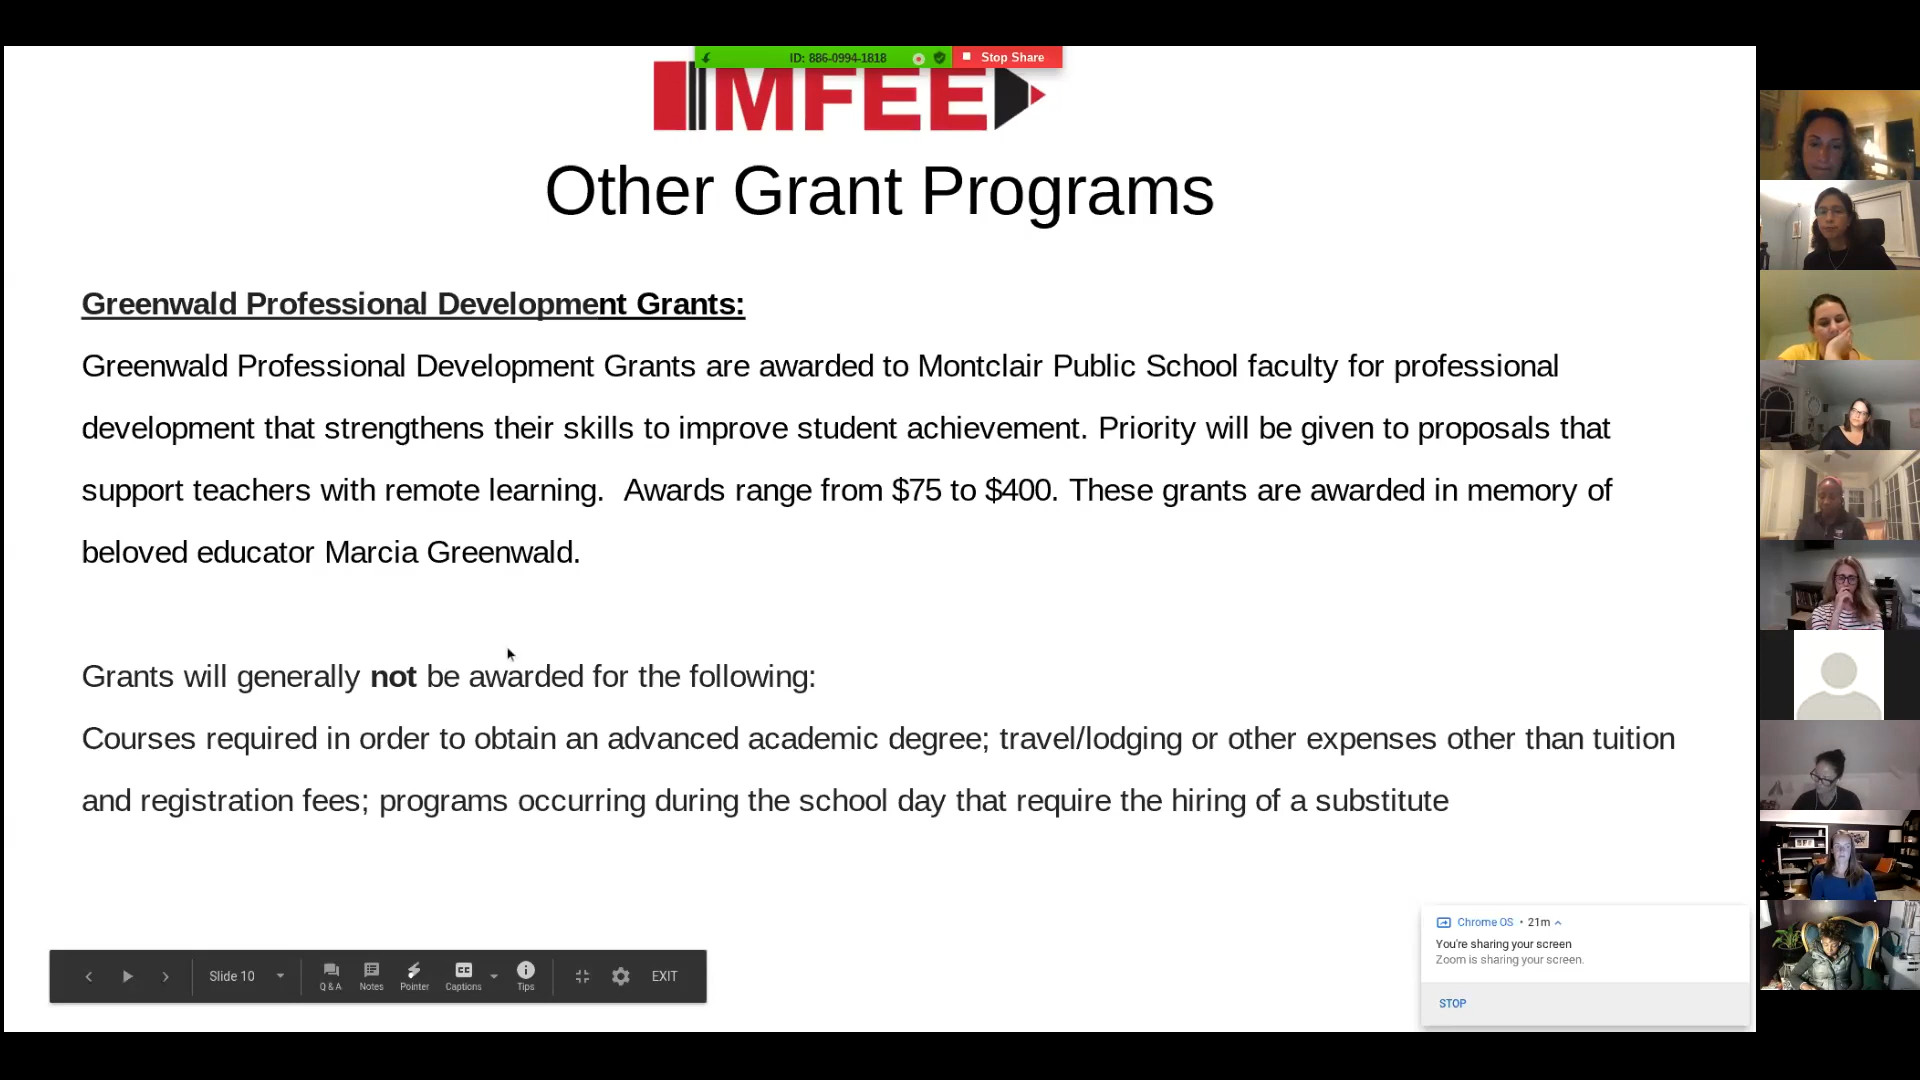 ID: 886-0994-1818
Stop Share
MFEE
Other Grant Programs
Greenwald Professional Development Grants:
Greenwald Professional Development Grants are awarded to Montclair Public School faculty for professional
development that strengthens their skills to improve student achievement. Priority will be given to proposals that
support teachers with remote learning.  Awards range from $75 to $400. These grants are awarded in memory of
beloved educator Marcia Greenwald.
Grants will generally not be awarded for the following:
Courses required in order to obtain an advanced academic degree; travel/lodging or other expenses other than tuition
and registration fees; programs occurring during the school day that require the hiring of a substitute
Chrome OS • 21m
You're sharing your screen
Zoom is sharing your screen.
STOP
Slide 10
Q & A
Notes
Pointer
CC
Captions
Tips
EXIT